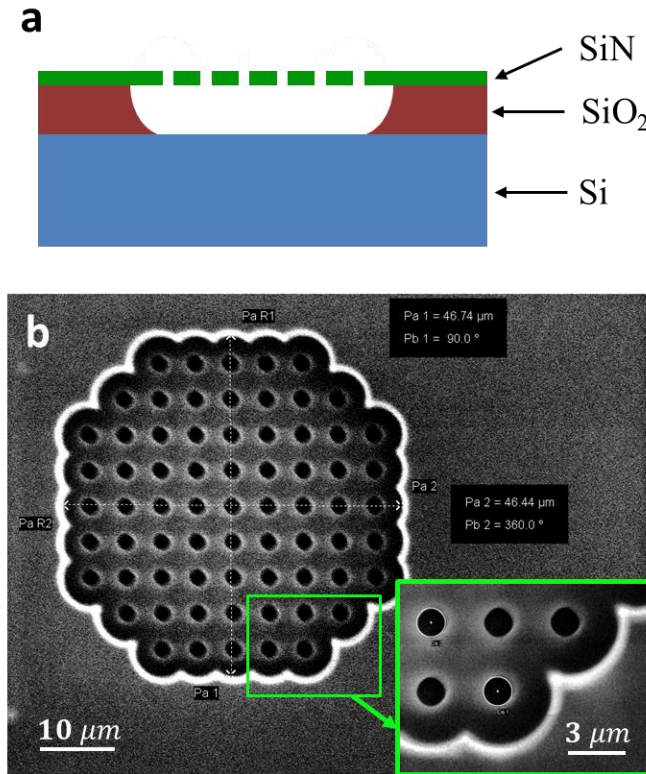 a
SiN
SiO₂
Si
b
Pa R1
Pa 1 = 46.74 µm
Pb 1 = 90.0 °
Pa R2
Pa 2
Pa 2 = 46.44 µm
Pb 2 = 360.0 °
Pa 1
10 µm
3 µm